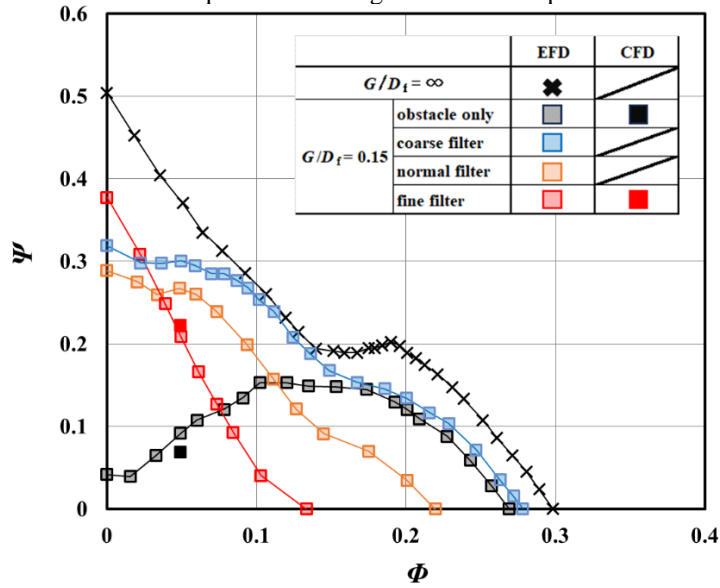 0.6
0.5
0.4
0.3
0.2
0.1
0
Ψ
EFD CFD
G/Df = ∞
G/Df = 0.15
obstacle only
coarse filter
normal filter
fine filter
0 0.1 0.2 0.3 0.4
Φ